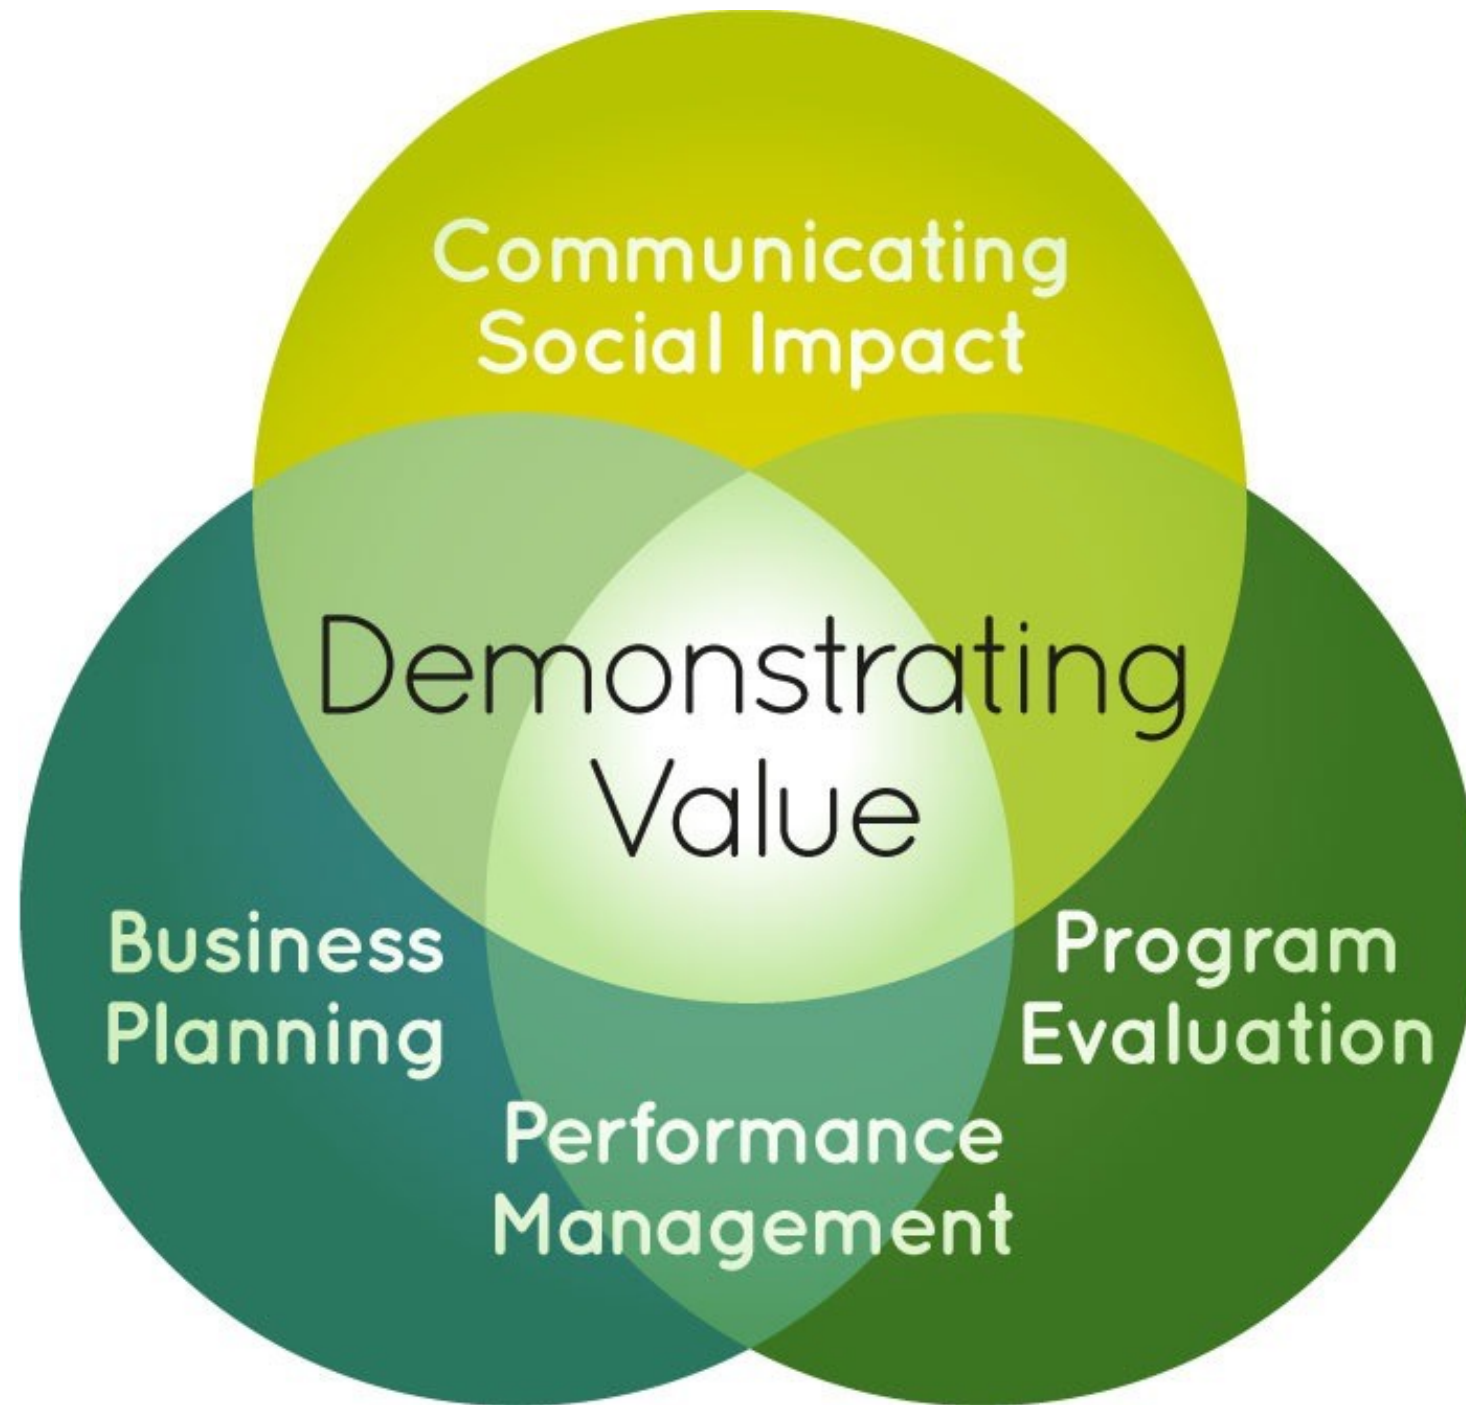 Communicating
Social Impact
Demonstrating
Value
Business
Planning
Program
Evaluation
Performance
Management